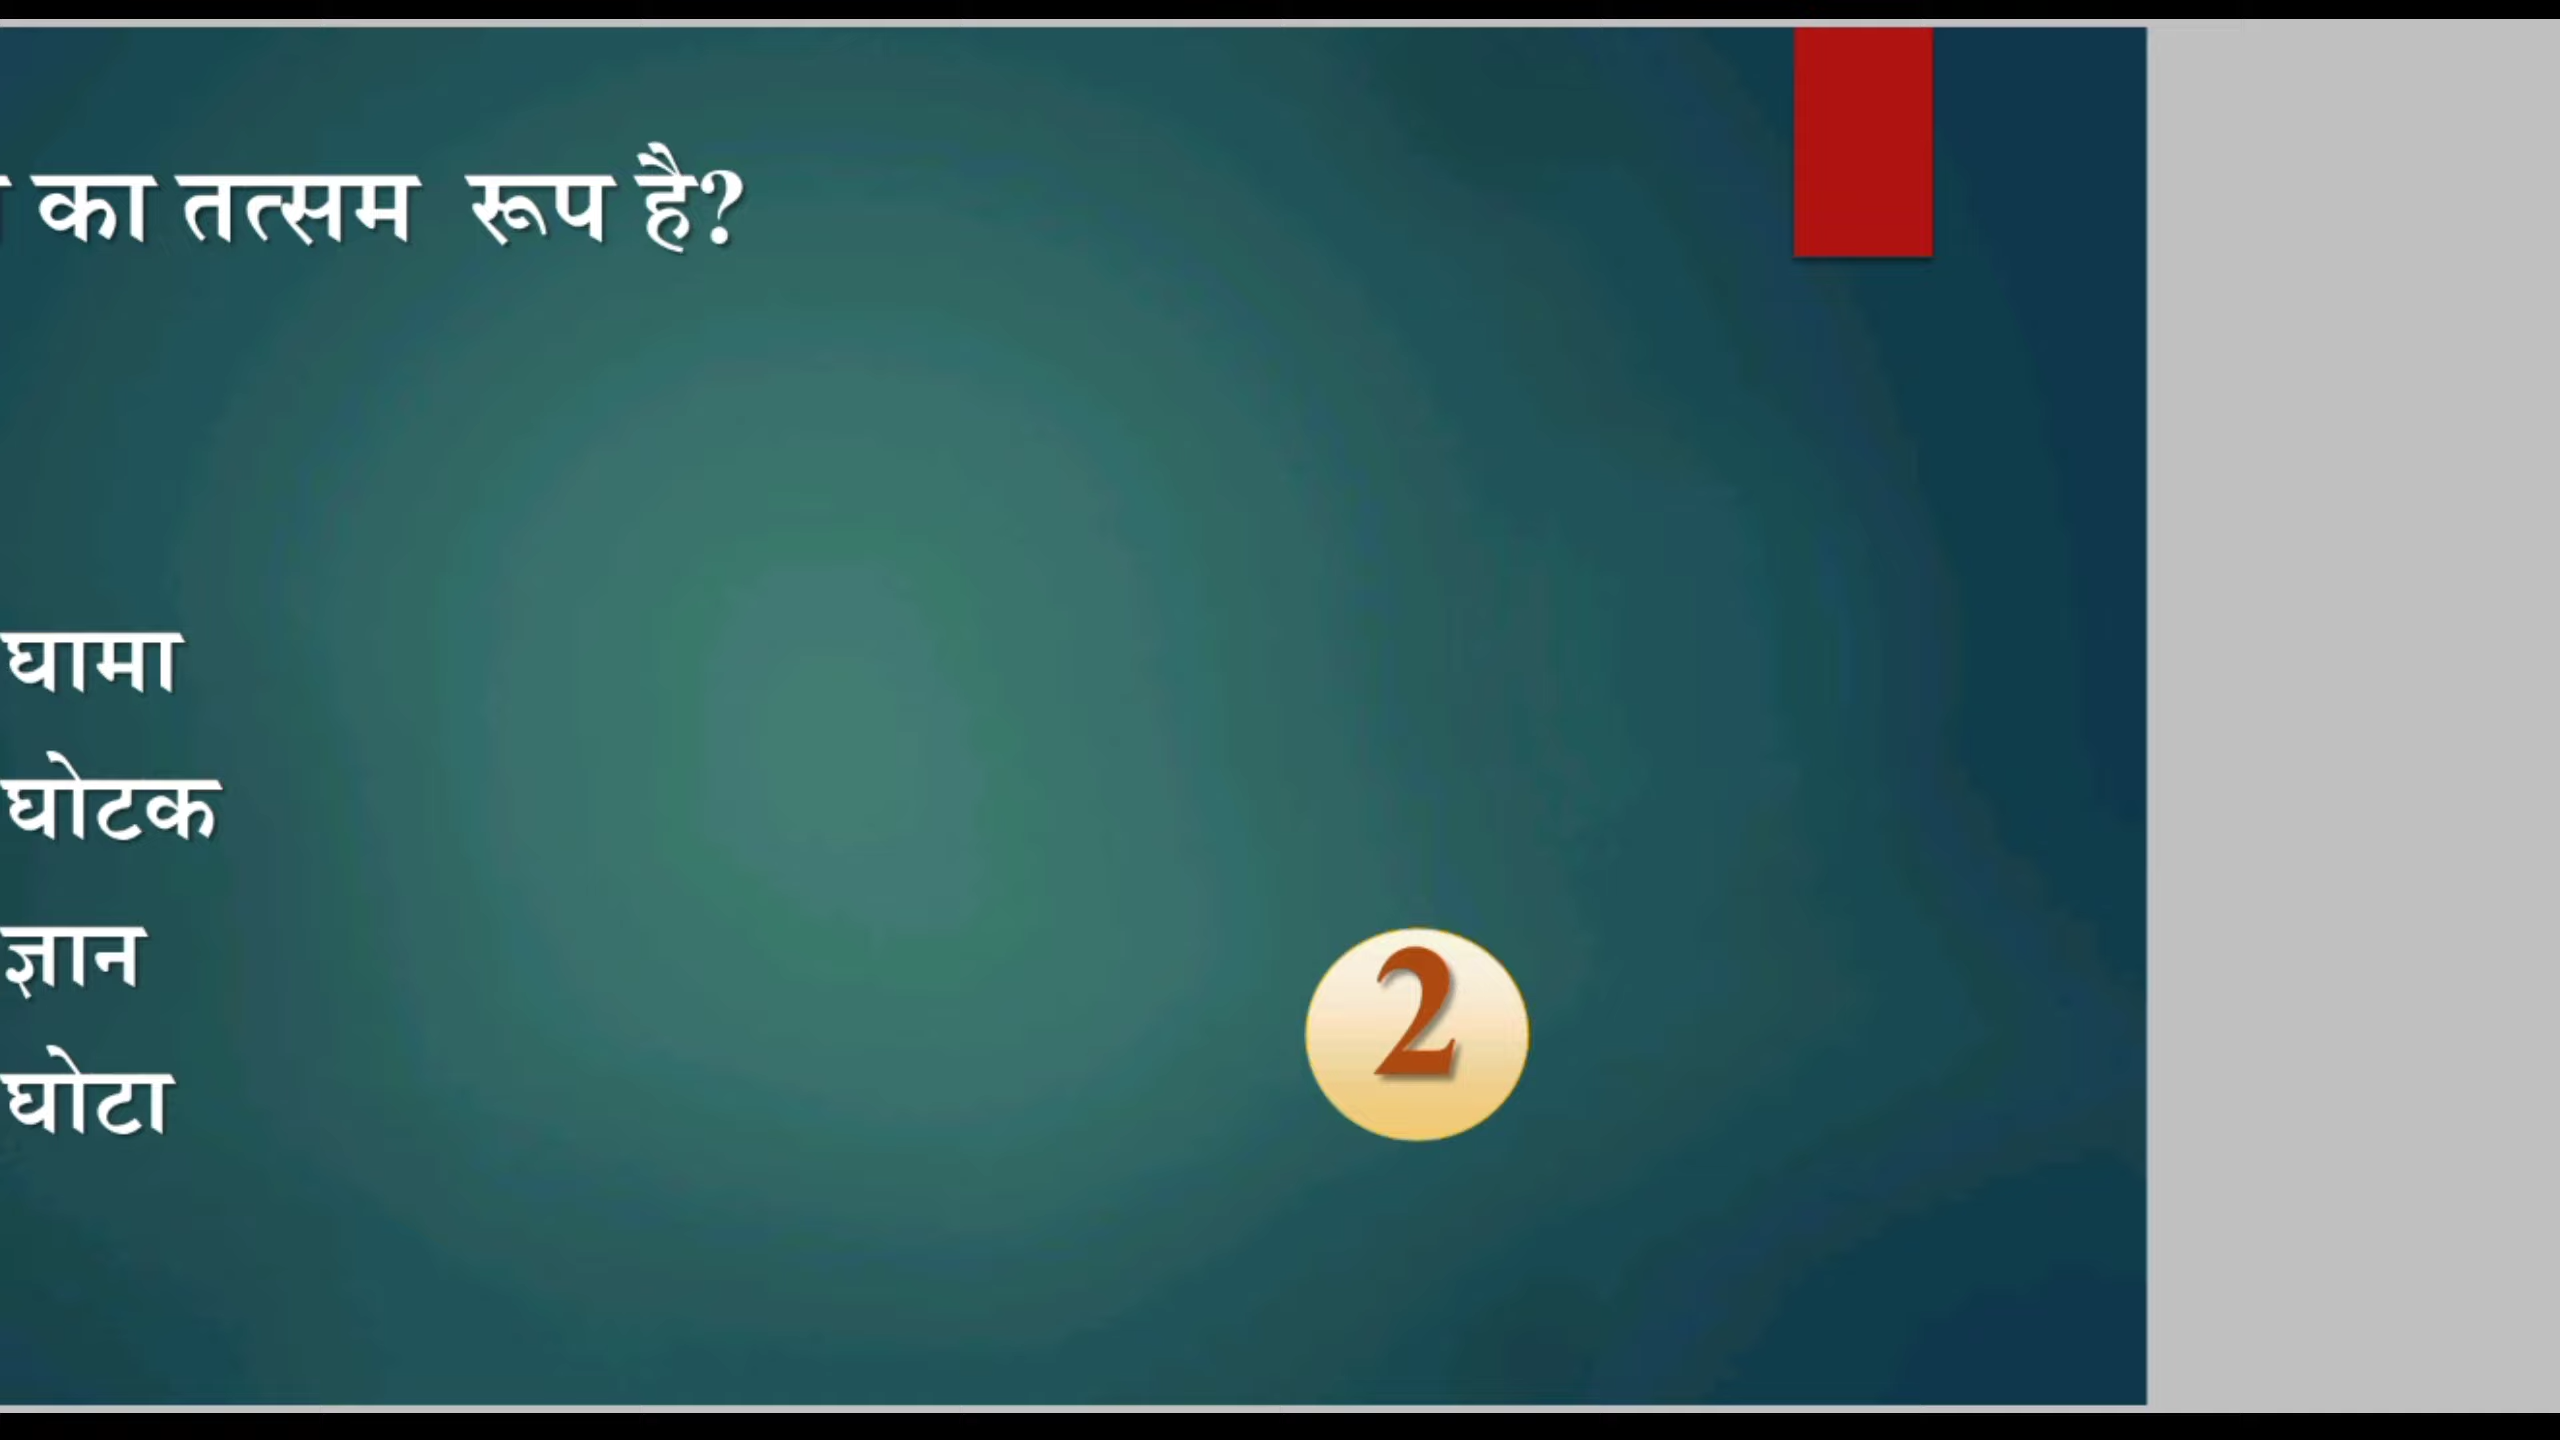 का तत्सम रूप है?
घामा
घोटक
ज्ञान
घोटा
2